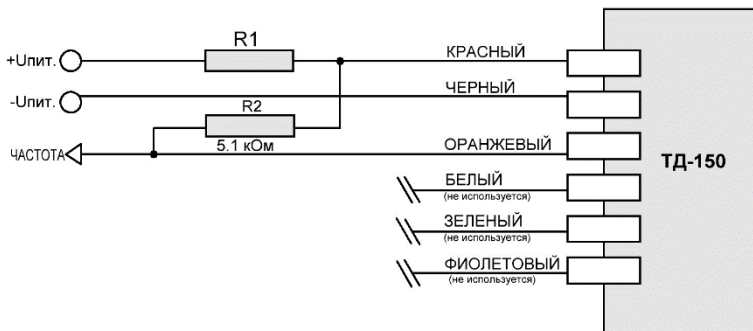 R1
КРАСНЫЙ
+Uпит.
ЧЕРНЫЙ
-Uпит.
R2
5.1 кОм
ОРАНЖЕВЫЙ
ЧАСТОТА
ТД-150
БЕЛЫЙ
(не используется)
ЗЕЛЕНЫЙ
(не используется)
ФИОЛЕТОВЫЙ
(не используется)